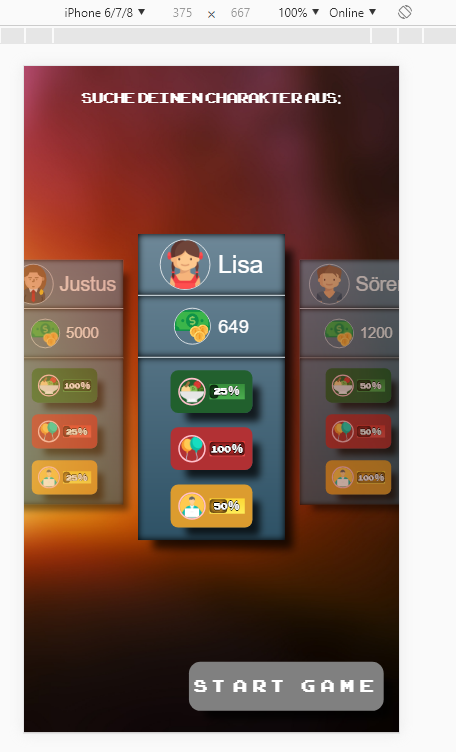 iPhone 6/7/8 ▼ 375 x 667 100% ▼ Online ▼
SUCHE DEINEN CHARAKTER AUS:
Justus
Lisa
Sören
5000
649
1200
100%
25%
50%
25%
100%
50%
25%
50%
100%
START GAME